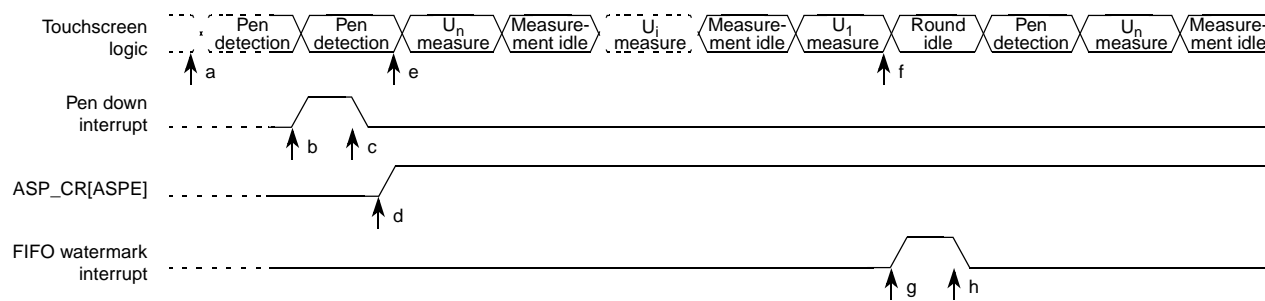 Touchscreen
logic
Pen
detection
Pen
detection
Un
measure
Measure-
ment idle
Ui
measure
Measure-
ment idle
U1
measure
Round
idle
Pen
detection
Un
measure
Measure-
ment idle
a
e
f
Pen down
interrupt
b
c
ASP_CR[ASPE]
d
FIFO watermark
interrupt
g
h